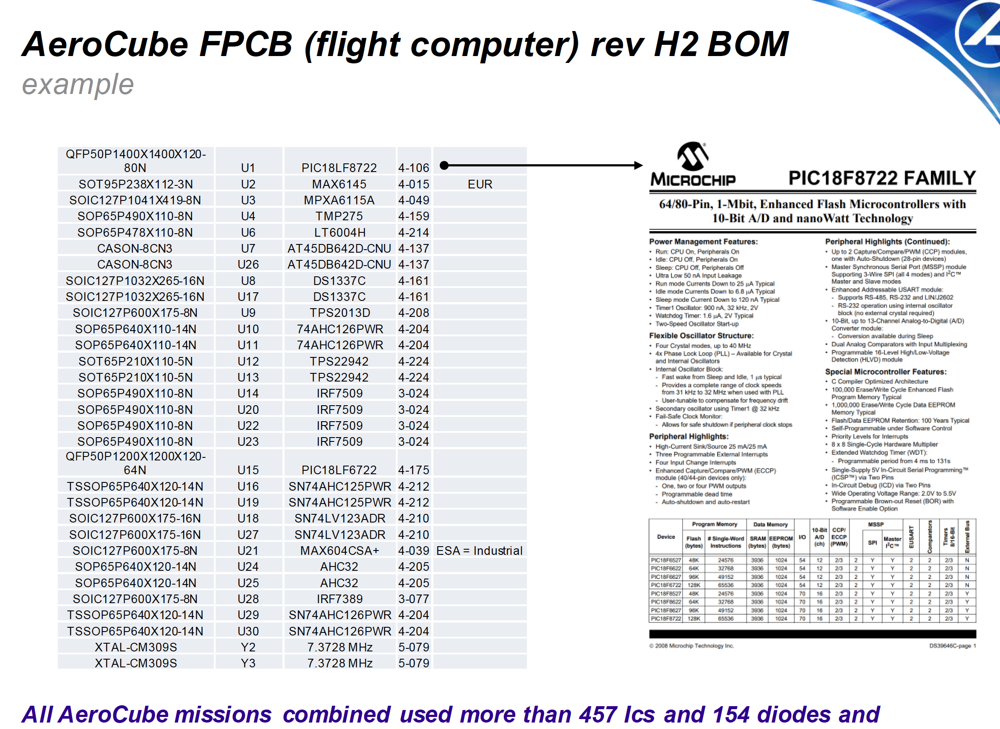 AeroCube FPCB (flight computer) rev H2 BOM
example
QFP50P1400X1400X120-
80N U1 PIC18LF8722 4-106
SOT95P238X112-3N U2 MAX6145 4-015 EUR
SOIC127P1041X419-8N U3 MPXA6115A 4-049
SOP65P490X110-8N U4 TMP275 4-159
SOP65P478X110-8N U6 LT6004H 4-214
CASON-8CN3 U7 AT45DB642D-CNU 4-137
CASON-8CN3 U26 AT45DB642D-CNU 4-137
SOIC127P1032X265-16N U8 DS1337C 4-161
SOIC127P1032X265-16N U17 DS1337C 4-161
SOIC127P600X175-8N U9 TPS2013D 4-208
SOP65P640X110-14N U10 74AHC126PWR 4-204
SOP65P640X110-14N U11 74AHC126PWR 4-204
SOT65P210X110-5N U12 TPS22942 4-224
SOT65P210X110-5N U13 TPS22942 4-224
SOP65P490X110-8N U14 IRF7509 3-024
SOP65P490X110-8N U20 IRF7509 3-024
SOP65P490X110-8N U22 IRF7509 3-024
SOP65P490X110-8N U23 IRF7509 3-024
QFP50P1200X1200X120-
64N U15 PIC18LF6722 4-175
TSSOP65P640X120-14N U16 SN74AHC125PWR 4-212
TSSOP65P640X120-14N U19 SN74AHC125PWR 4-212
SOIC127P600X175-16N U18 SN74LV123ADR 4-210
SOIC127P600X175-16N U27 SN74LV123ADR 4-210
SOIC127P600X175-8N U21 MAX604CSA+ 4-039 ESA = Industrial
SOP65P640X120-14N U24 AHC32 4-205
SOP65P640X120-14N U25 AHC32 4-205
SOIC127P600X175-8N U28 IRF7389 3-077
TSSOP65P640X120-14N U29 SN74AHC126PWR 4-204
TSSOP65P640X120-14N U30 SN74AHC126PWR 4-204
XTAL-CM309S Y2 7.3728 MHz 5-079
XTAL-CM309S Y3 7.3728 MHz 5-079
MICROCHIP PIC18F8722 FAMILY
64/80-Pin, 1-Mbit, Enhanced Flash Microcontrollers with
10-Bit A/D and nanoWatt Technology
Power Management Features:
• Run: CPU On, Peripherals On
• Idle: CPU Off, Peripherals On
• Sleep: CPU Off, Peripherals Off
• Ultra Low 50 nA Input Leakage
• Run mode Currents Down to 25 μA Typical
• Idle mode Currents Down to 6.8 μA Typical
• Sleep mode Current Down to 120 nA Typical
• Timer1 Oscillator: 900 nA, 32 kHz, 2V
• Watchdog Timer: 1.6 μA, 2V Typical
• Two-Speed Oscillator Start-up
Flexible Oscillator Structure:
• Four Crystal modes, up to 40 MHz
• 4x Phase Lock Loop (PLL) – Available for Crystal
and Internal Oscillators
• Internal Oscillator Block:
- Fast wake from Sleep and Idle, 1 μs typical
- Provides a complete range of clock speeds
from 31 kHz to 32 MHz when used with PLL
- User-tunable to compensate for frequency drift
• Secondary oscillator using Timer1 @ 32 kHz
• Fail-Safe Clock Monitor:
- Allows for safe shutdown if peripheral clock stops
Peripheral Highlights:
• High-Current Sink/Source 25 mA/25 mA
• Three Programmable External Interrupts
• Four Input Change Interrupts
• Enhanced Capture/Compare/PWM (ECCP)
module (40/44-pin devices only):
- One, two or four PWM outputs
- Programmable dead time
- Auto-shutdown and auto-restart
Peripheral Highlights (Continued):
• Up to 2 Capture/Compare/PWM (CCP) modules,
one with Auto-Shutdown (28-pin devices)
• Master Synchronous Serial Port (MSSP) module
Supporting 3-Wire SPI (all 4 modes) and I²C™
Master and Slave modes
• Enhanced Addressable USART module:
- Supports RS-485, RS-232 and LIN/J2602
- RS-232 operation using internal oscillator
block (no external crystal required)
• 10-Bit, up to 13-Channel Analog-to-Digital (A/D)
Converter module:
- Conversion available during Sleep
• Dual Analog Comparators with Input Multiplexing
• Programmable 16-Level High/Low-Voltage
Detection (HLVD) module
Special Microcontroller Features:
• C Compiler Optimized Architecture
• 100,000 Erase/Write Cycle Enhanced Flash
Program Memory Typical
• 1,000,000 Erase/Write Cycle Data EEPROM
Memory Typical
• Flash/Data EEPROM Retention: 100 Years Typical
• Self-Programmable under Software Control
• Priority Levels for Interrupts
• 8 x 8 Single-Cycle Hardware Multiplier
• Extended Watchdog Timer (WDT):
- Programmable period from 4 ms to 131s
• Single-Supply 5V In-Circuit Serial Programming™
(ICSP™) via Two Pins
• In-Circuit Debug (ICD) via Two Pins
• Wide Operating Voltage Range: 2.0V to 5.5V
• Programmable Brown-out Reset (BOR) with
Software Enable Option
Device Program Memory Data Memory I/O 10-Bit A/D (ch) CCP/ ECCP (PWM) MSSP EUSART Comparators Timers 8/16-Bit External Bus
Flash (bytes) # Single-Word Instructions SRAM (bytes) EEPROM (bytes) SPI Master I²C™
PIC18F6527 48K 24576 3936 1024 54 12 2/3 2 Y Y 2 2 2/3 N
PIC18F6622 64K 32768 3936 1024 54 12 2/3 2 Y Y 2 2 2/3 N
PIC18F6627 96K 49152 3936 1024 54 12 2/3 2 Y Y 2 2 2/3 N
PIC18F6722 128K 65536 3936 1024 54 12 2/3 2 Y Y 2 2 2/3 N
PIC18F8527 48K 24576 3936 1024 70 16 2/3 2 Y Y 2 2 2/3 Y
PIC18F8622 64K 32768 3936 1024 70 16 2/3 2 Y Y 2 2 2/3 Y
PIC18F8627 96K 49152 3936 1024 70 16 2/3 2 Y Y 2 2 2/3 Y
PIC18F8722 128K 65536 3936 1024 70 16 2/3 2 Y Y 2 2 2/3 Y
© 2008 Microchip Technology Inc. DS39646C-page 1
All AeroCube missions combined used more than 457 Ics and 154 diodes and